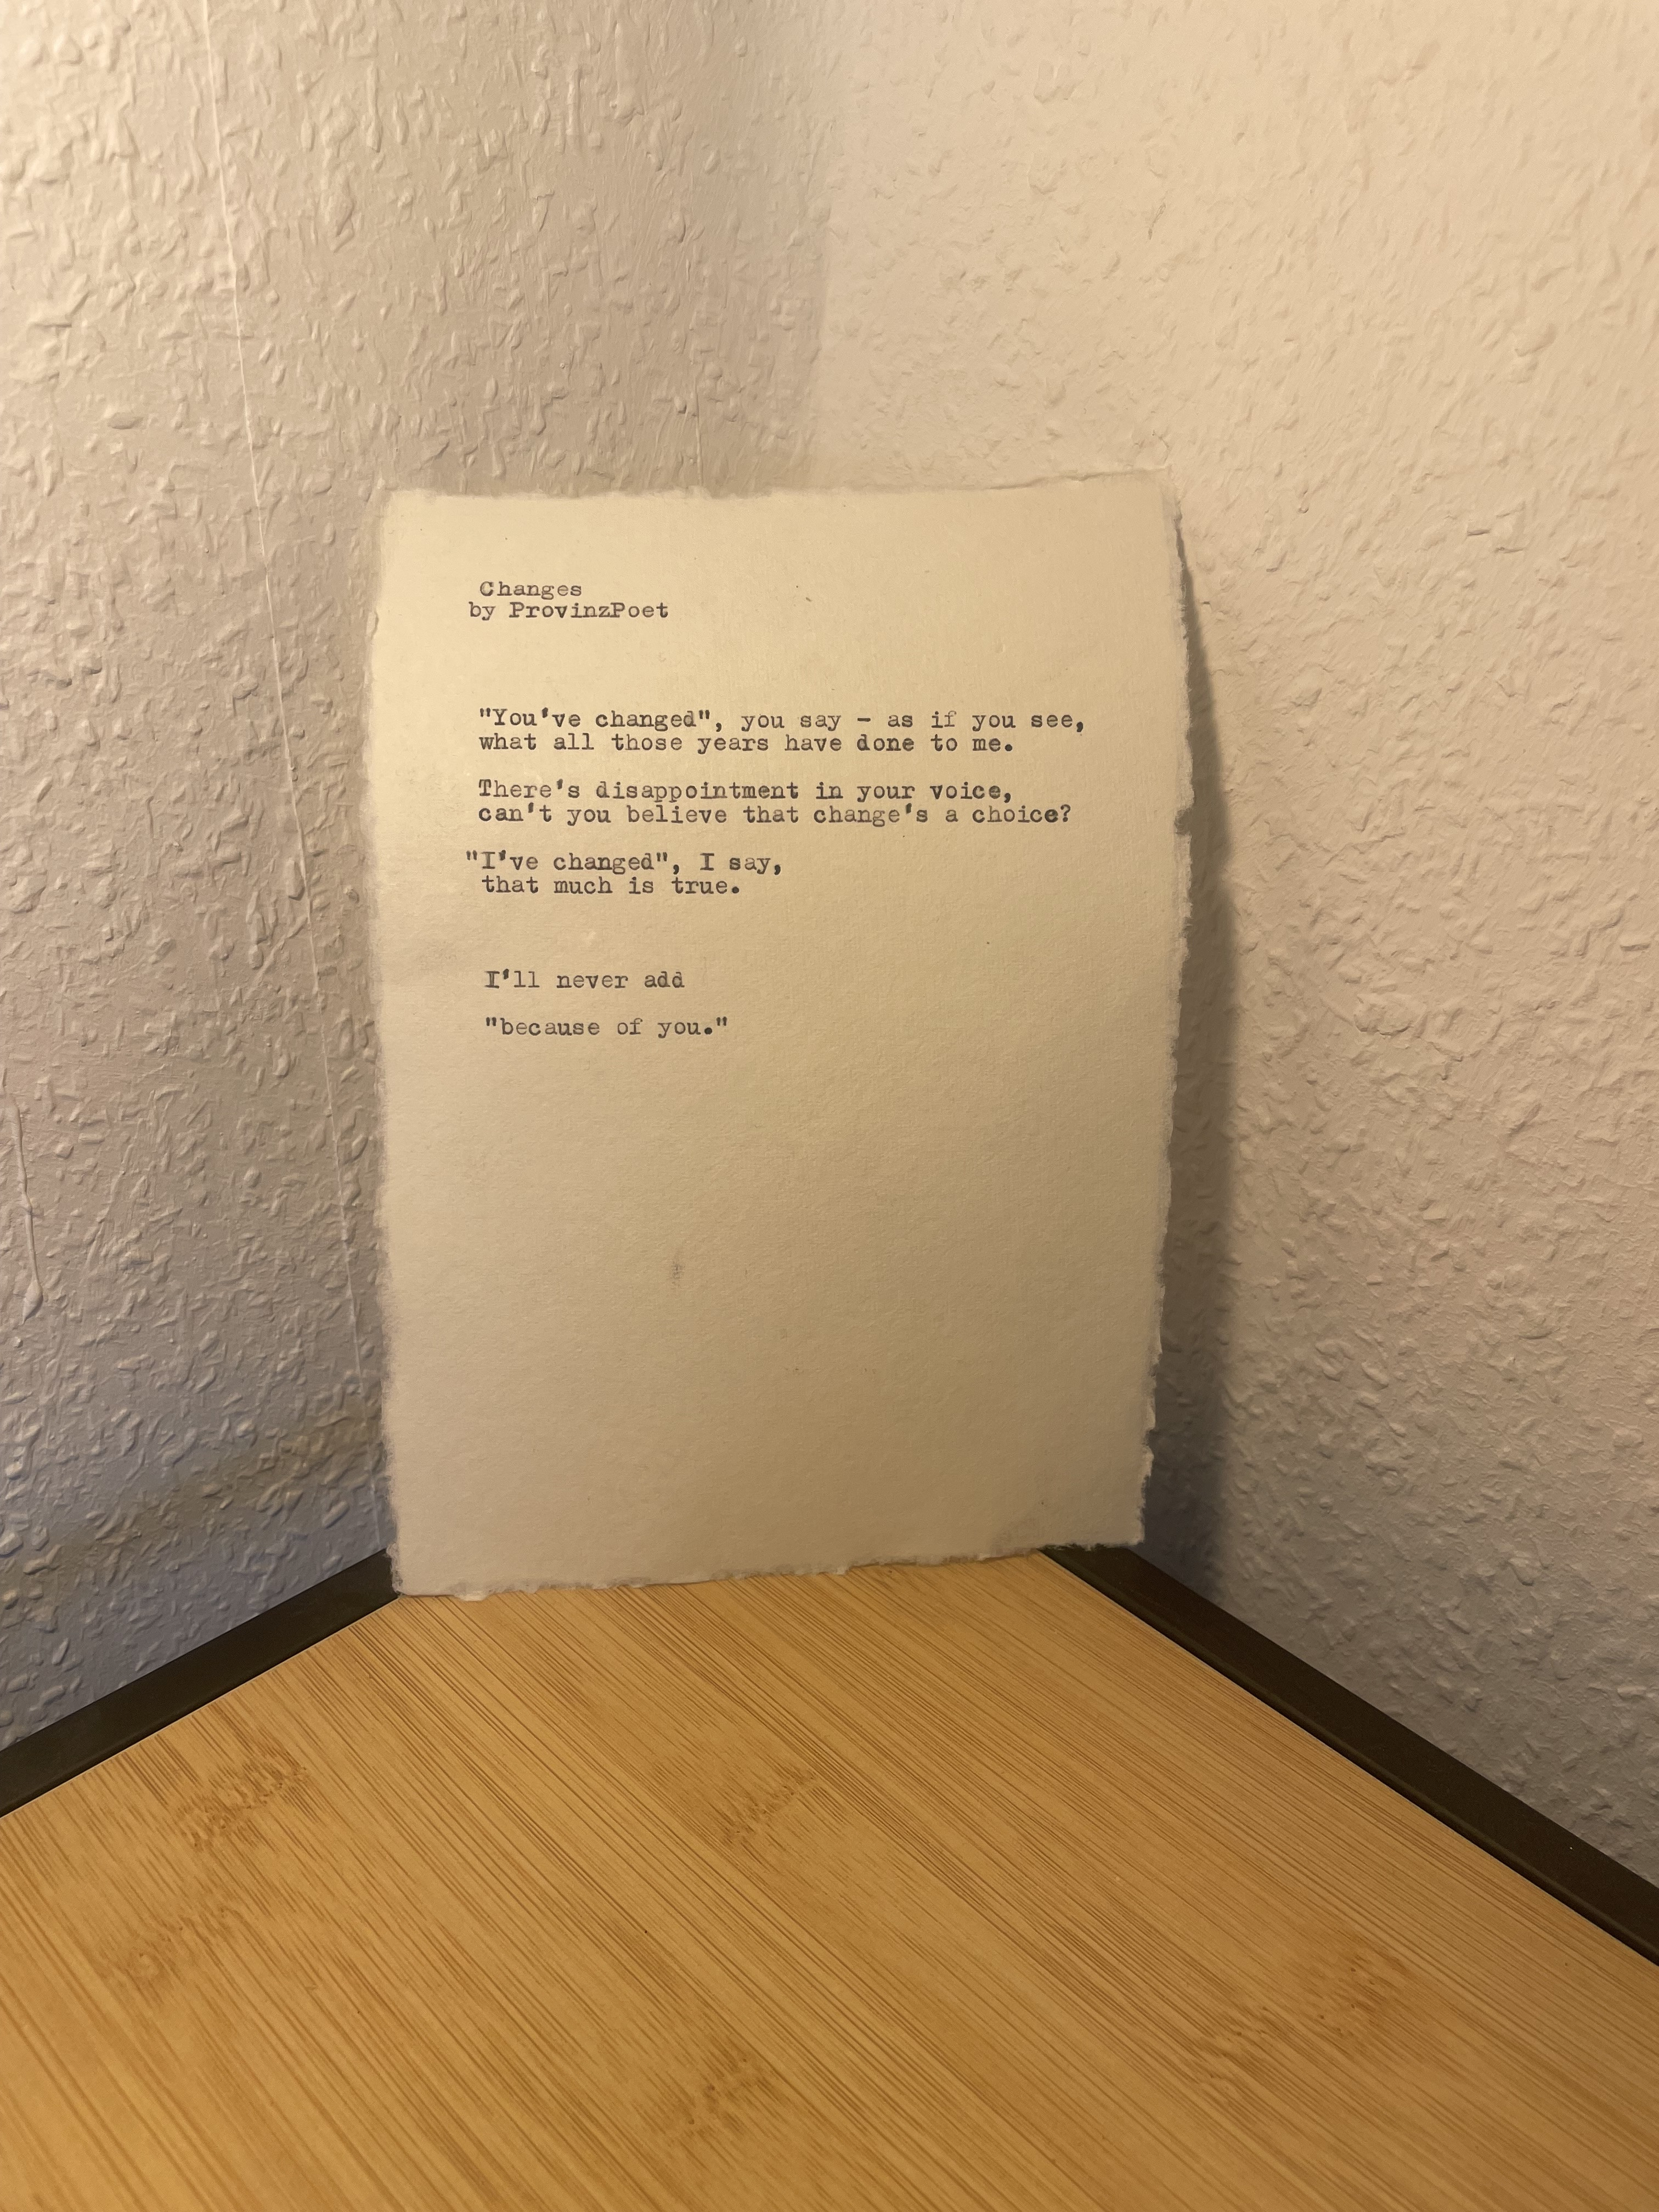 Changes
by ProvinzPoet
"You've changed", you say - as if you see,
what all those years have done to me.
There's disappointment in your voice,
can't you believe that change's a choice?
"I've changed", I say,
that much is true.
I'll never add
"because of you."